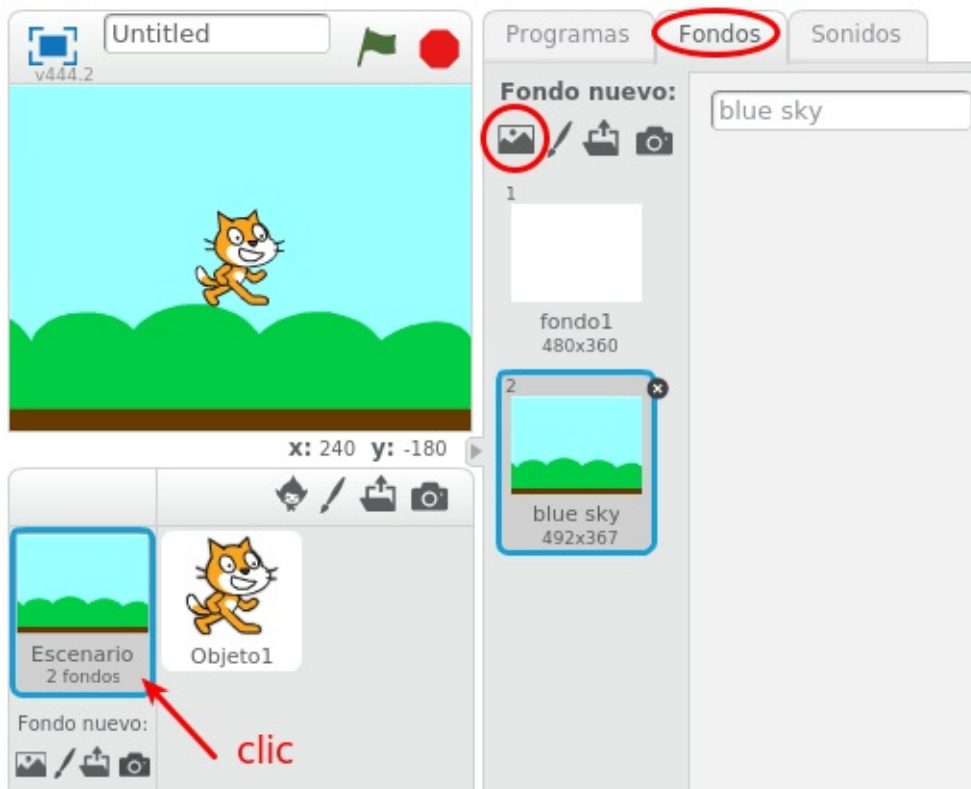 Untitled
v444.2
x: 240 y: -180
Escenario
2 fondos
Objeto1
Fondo nuevo:
clic
Programas
Fondos
Sonidos
Fondo nuevo:
blue sky
1
fondo1
480x360
2
blue sky
492x367